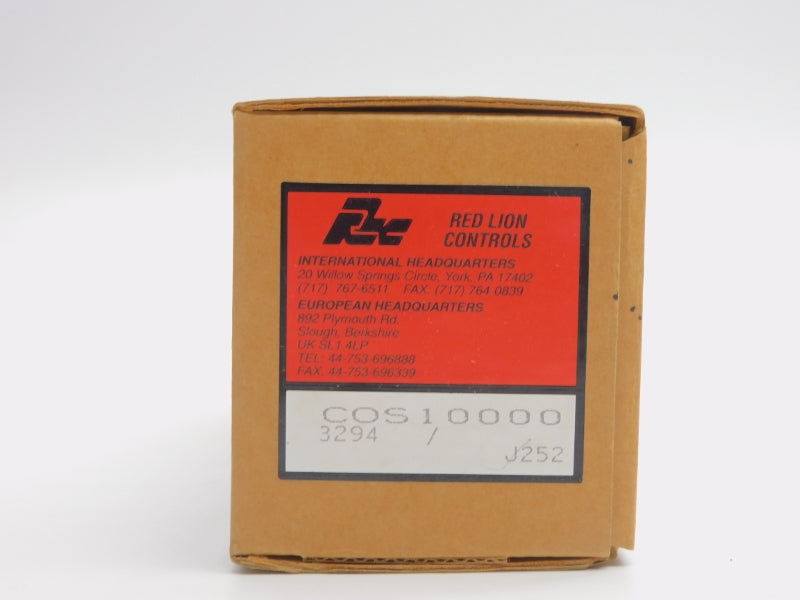 RLC
RED LION
CONTROLS
INTERNATIONAL HEADQUARTERS
20 Willow Springs Circle, York, PA 17402
(717) 767-6511 FAX. (717) 764-0839
EUROPEAN HEADQUARTERS
892 Plymouth Rd.
Slough, Berkshire
UK SL1 4LP
TEL: 44-753-696888
FAX. 44-753-696339
COS10000
3294 /
J252